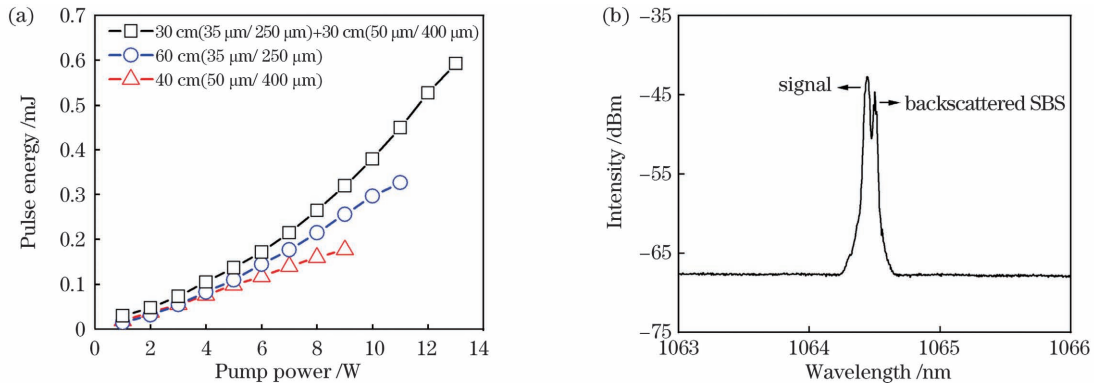 (a)
0.7
0.6
0.5
0.4
0.3
0.2
0.1
0
Pulse energy /mJ
30 cm(35 μm/ 250 μm)+30 cm(50 μm/ 400 μm)
60 cm(35 μm/ 250 μm)
40 cm(50 μm/ 400 μm)
0 2 4 6 8 10 12 14
Pump power /W
(b)
−35
−45
−55
−65
−75
Intensity /dBm
signal
backscattered SBS
1063 1064 1065 1066
Wavelength /nm